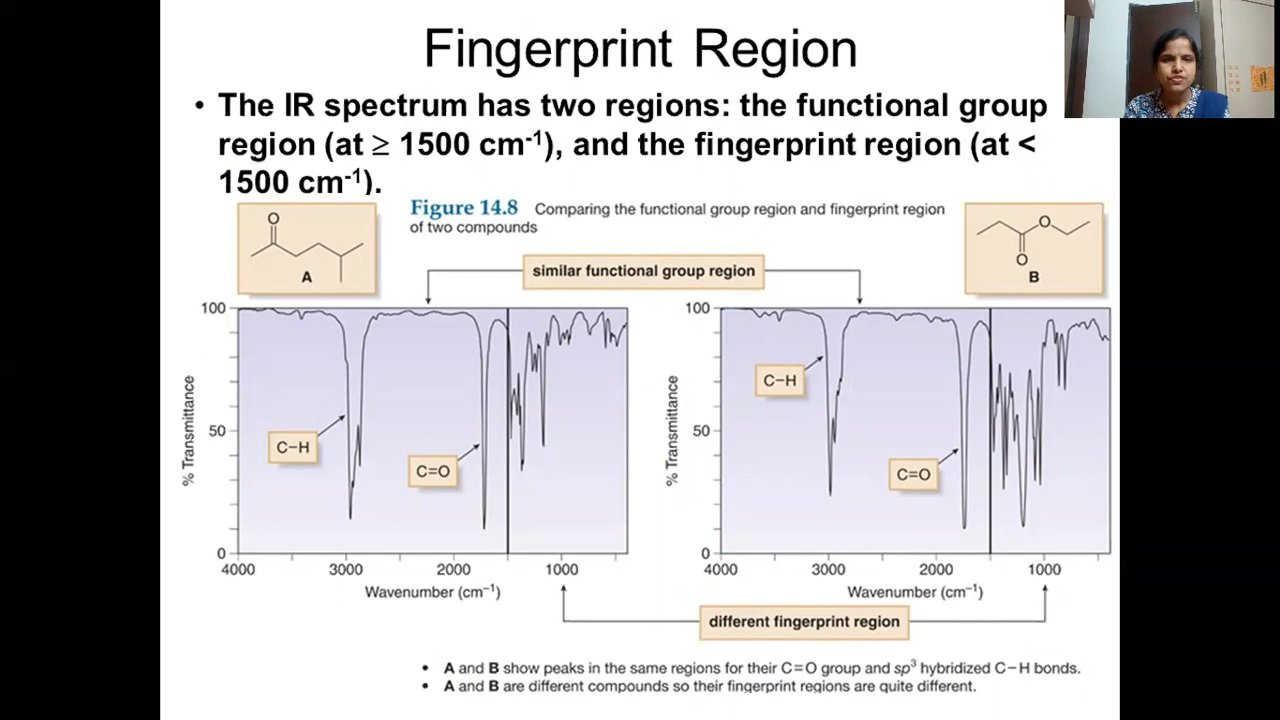 Fingerprint Region
• The IR spectrum has two regions: the functional group
region (at ≥ 1500 cm-1), and the fingerprint region (at <
1500 cm-1).
Figure 14.8 Comparing the functional group region and fingerprint region
of two compounds
O
A
O
O
B
similar functional group region
100
50
0
% Transmittance
C–H
C=O
4000 3000 2000 1000
Wavenumber (cm–1)
100
50
0
% Transmittance
C–H
C=O
4000 3000 2000 1000
Wavenumber (cm–1)
different fingerprint region
• A and B show peaks in the same regions for their C=O group and sp3 hybridized C–H bonds.
• A and B are different compounds so their fingerprint regions are quite different.